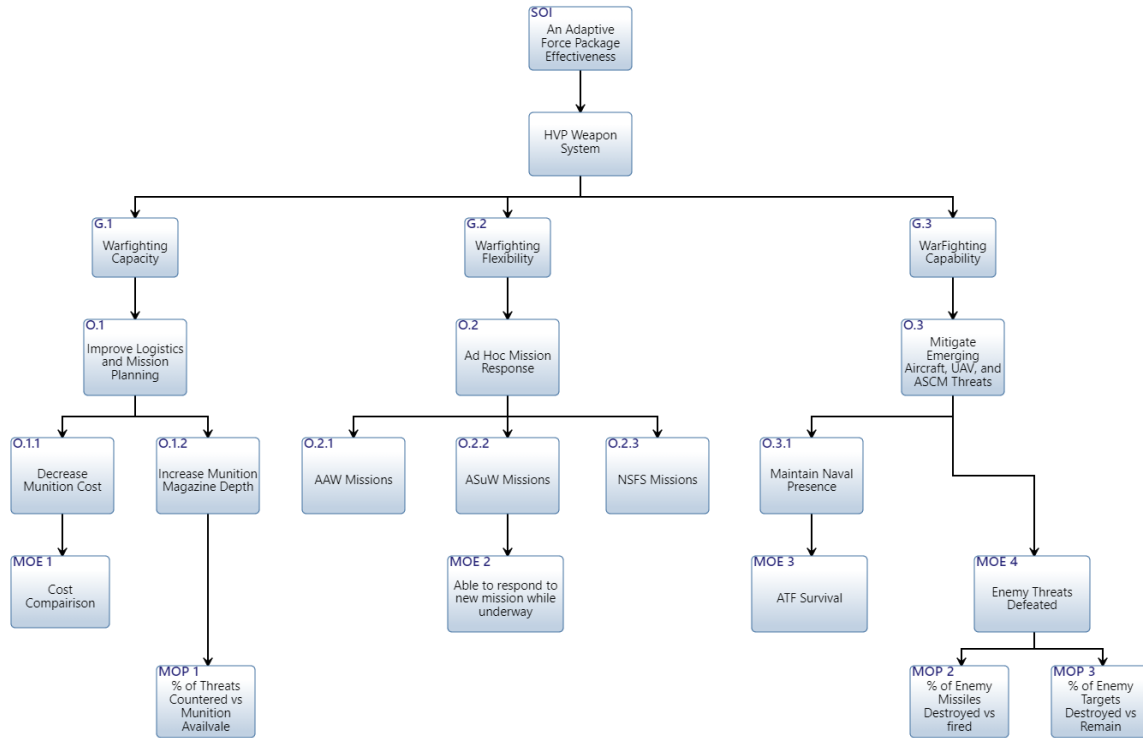 SOI
An Adaptive
Force Package
Effectiveness
HVP Weapon
System
G.1
Warfighting
Capacity
G.2
Warfighting
Flexibility
G.3
WarFighting
Capability
O.1
Improve Logistics
and Mission
Planning
O.2
Ad Hoc Mission
Response
O.3
Mitigate
Emerging
Aircraft, UAV, and
ASCM Threats
O.1.1
Decrease
Munition Cost
O.1.2
Increase Munition
Magazine Depth
O.2.1
AAW Missions
O.2.2
ASuW Missions
O.2.3
NSFS Missions
O.3.1
Maintain Naval
Presence
MOE 1
Cost
Compairison
MOE 2
Able to respond to
new mission while
underway
MOE 3
ATF Survival
MOE 4
Enemy Threats
Defeated
MOP 1
% of Threats
Countered vs
Munition
Availvale
MOP 2
% of Enemy
Missiles
Destroyed vs
fired
MOP 3
% of Enemy
Targets
Destroyed vs
Remain